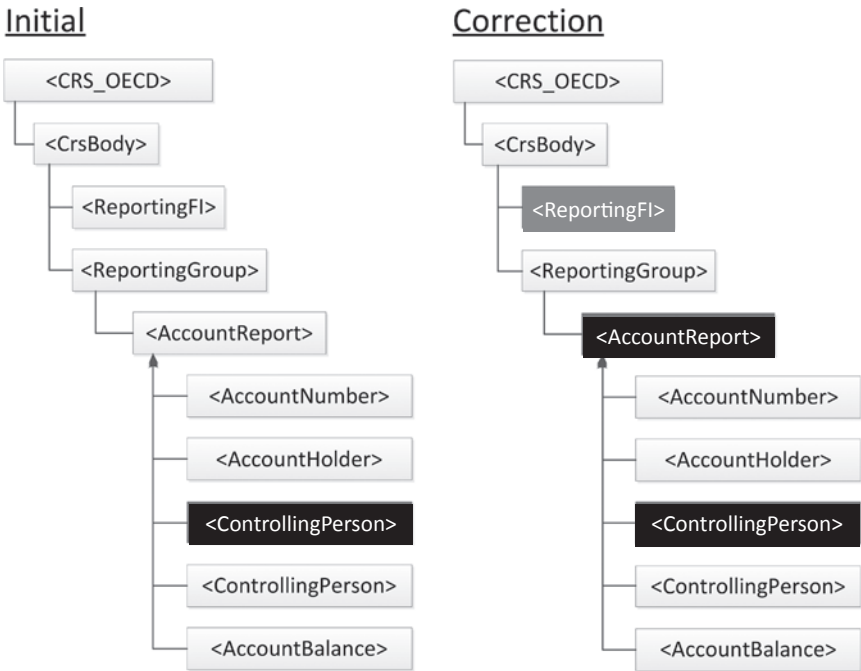 Initial
<CRS_OECD>
<CrsBody>
<ReportingFI>
<ReportingGroup>
<AccountReport>
<AccountNumber>
<AccountHolder>
<ControllingPerson>
<ControllingPerson>
<AccountBalance>
Correction
<CRS_OECD>
<CrsBody>
<ReportingFI>
<ReportingGroup>
<AccountReport>
<AccountNumber>
<AccountHolder>
<ControllingPerson>
<ControllingPerson>
<AccountBalance>